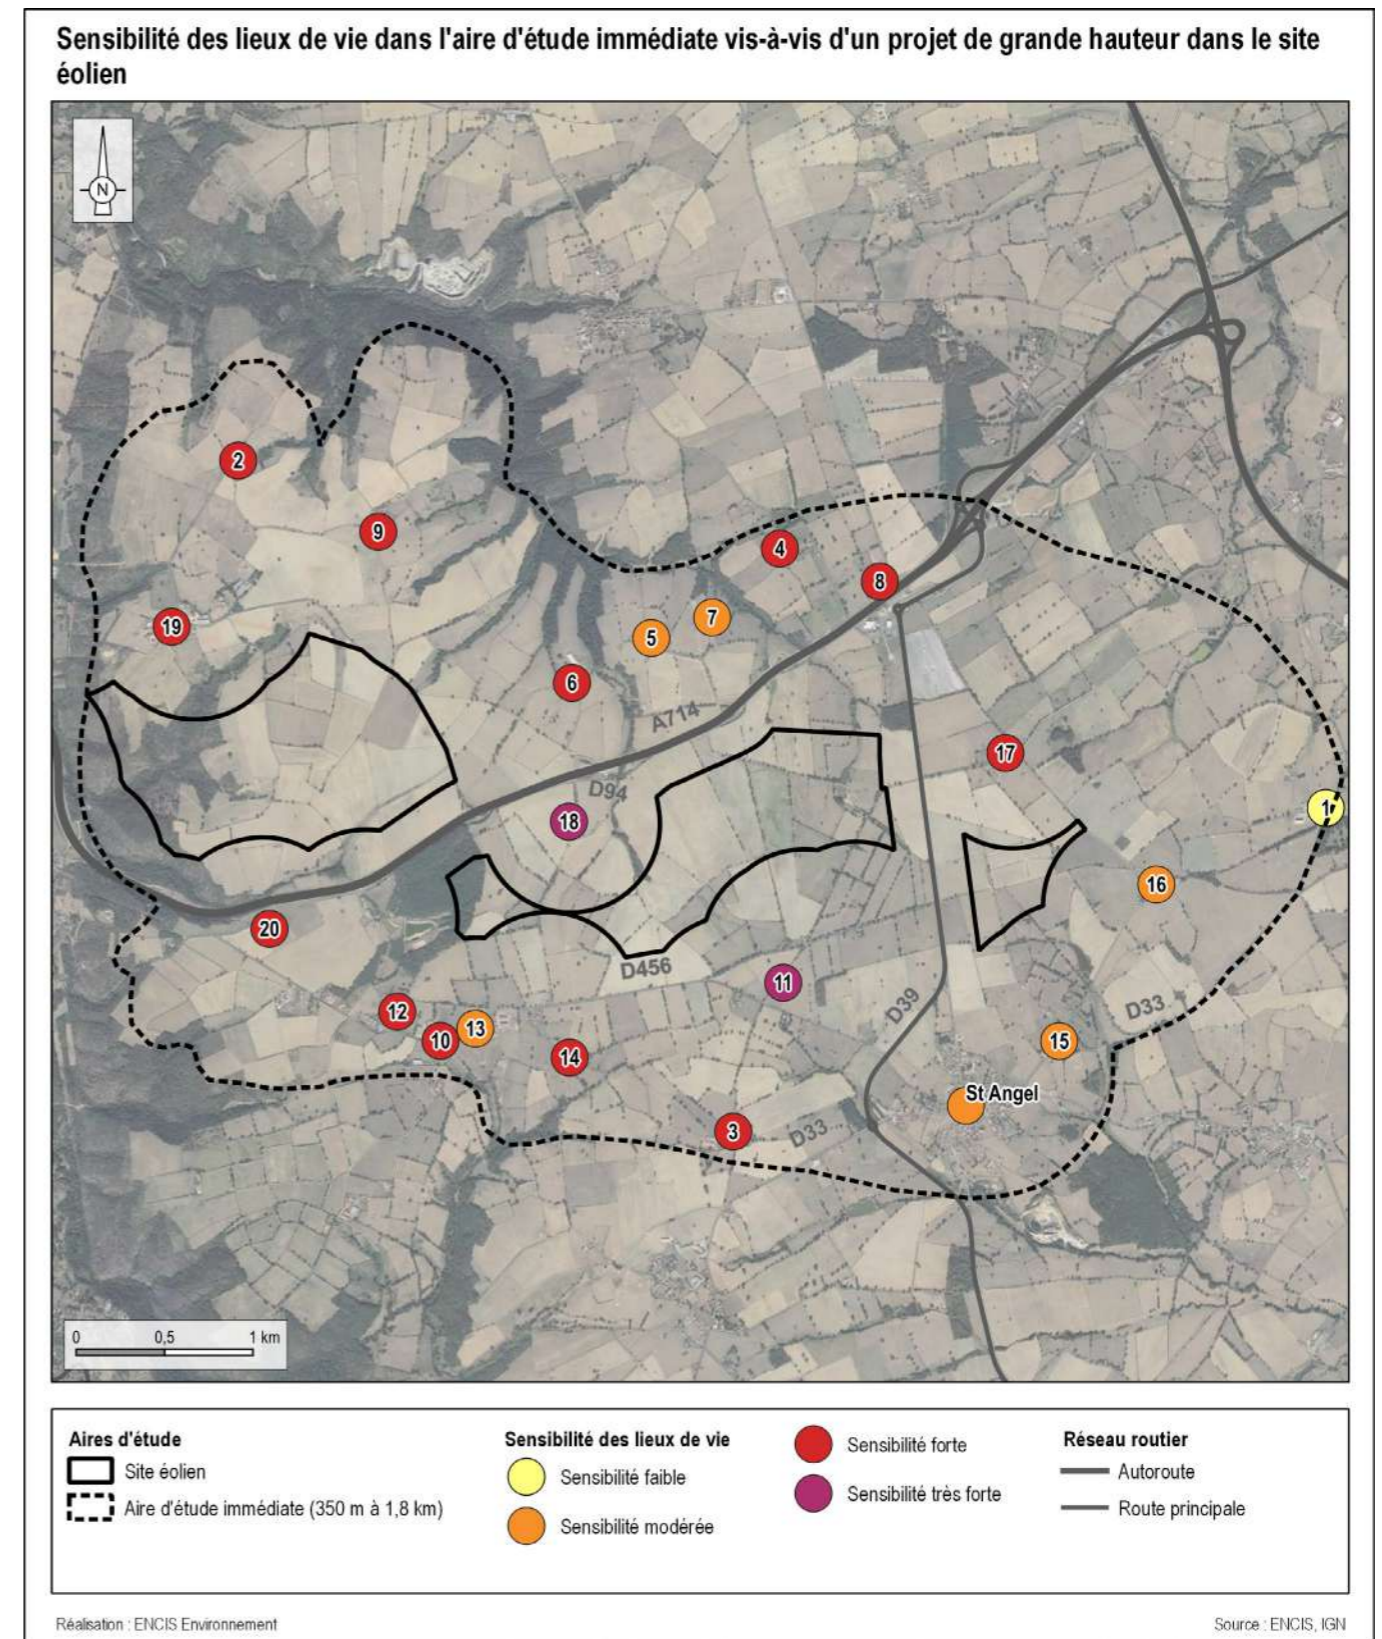 Sensibilité des lieux de vie dans l'aire d'étude immédiate vis-à-vis d'un projet de grande hauteur dans le site
éolien
N
2
9
4
8
19
7
5
6
A714
17
D94
18
1
16
20
D456
11
12
D39
D33
13
10
15
14
St Angel
3
D33
0 0,5 1 km
Aires d'étude
Site éolien
Aire d'étude immédiate (350 m à 1,8 km)
Sensibilité des lieux de vie
Sensibilité faible
Sensibilité modérée
Sensibilité forte
Sensibilité très forte
Réseau routier
Autoroute
Route principale
Réalisation : ENCIS Environnement
Source : ENCIS, IGN